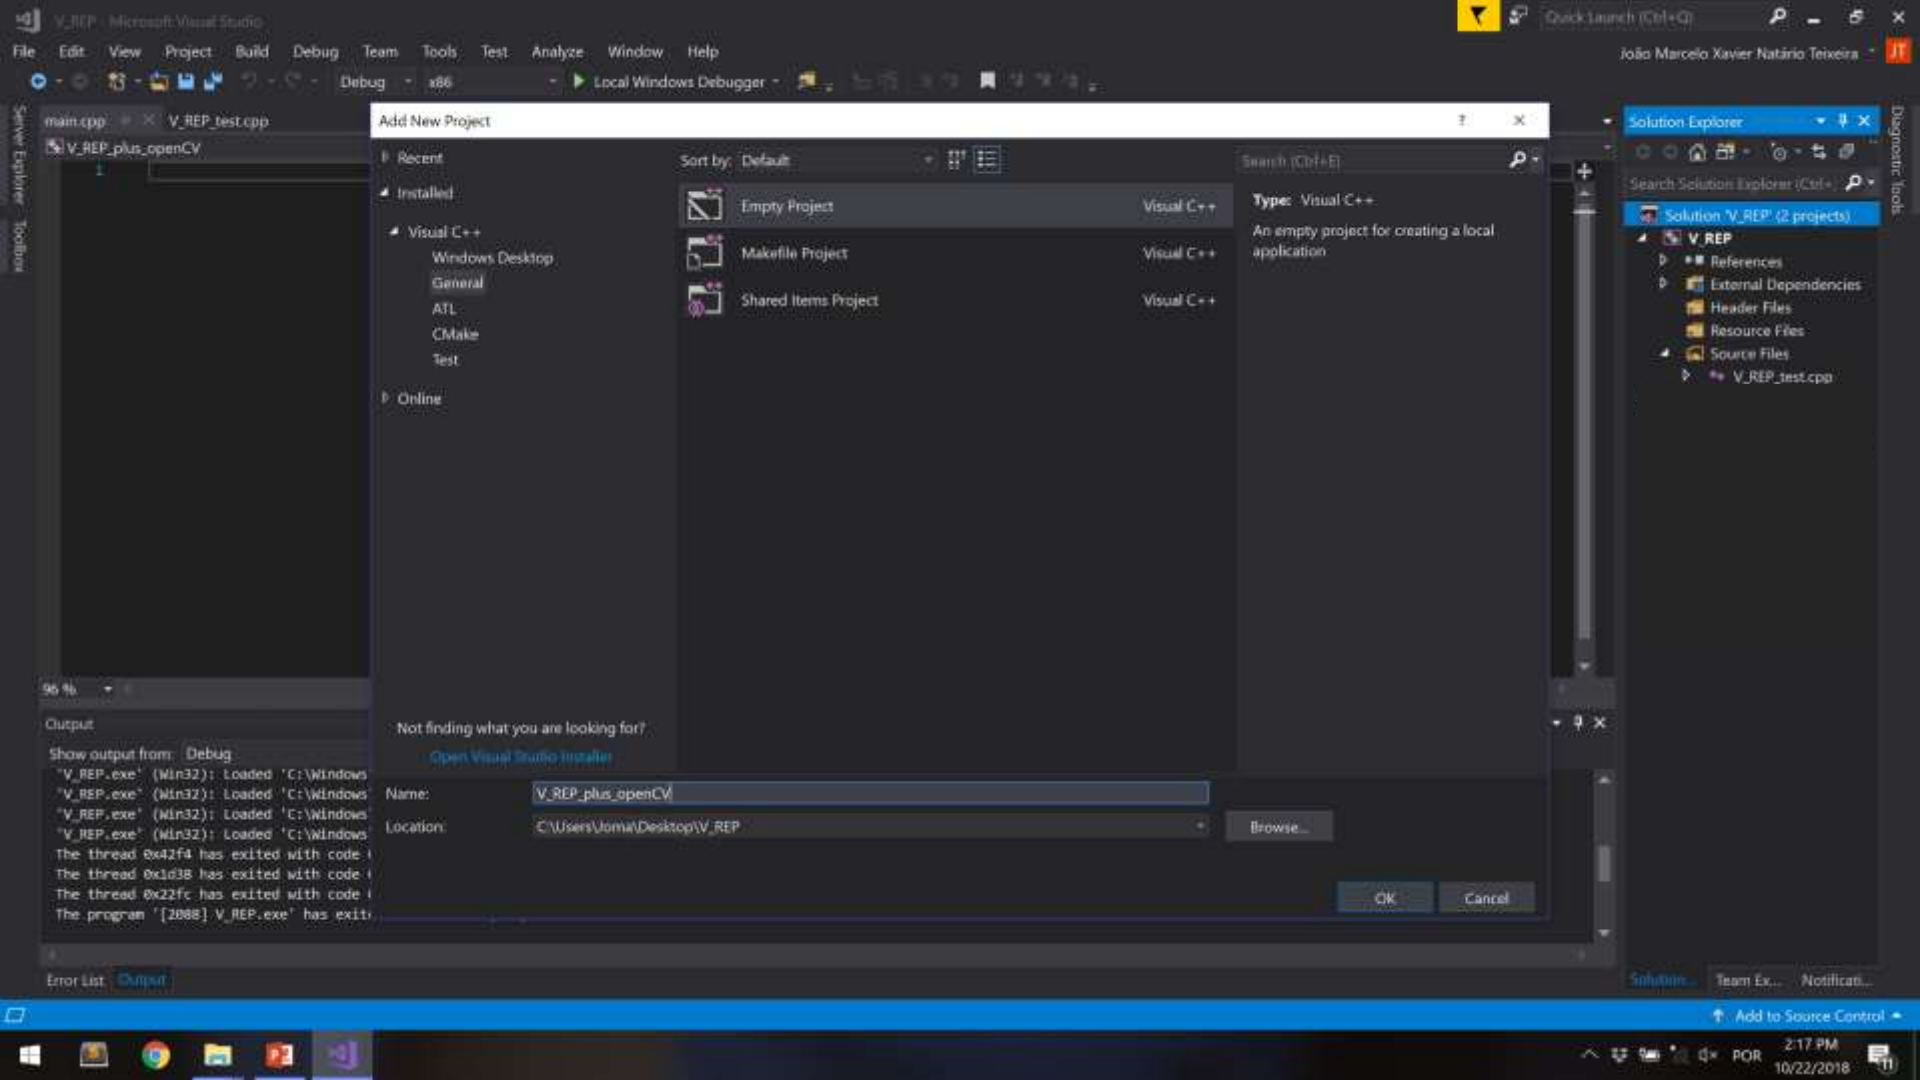 V_REP - Microsoft Visual Studio
Quick Launch (Ctrl+Q)
File Edit View Project Build Debug Team Tools Test Analyze Window Help
João Marcelo Xavier Natário Teixeira JT
Debug x86 Local Windows Debugger
Server Explorer Toolbox
main.cpp V_REP_test.cpp
V_REP_plus_openCV
1
96 %
Add New Project ?
Recent
Installed
Visual C++
Windows Desktop
General
ATL
CMake
Test
Online
Not finding what you are looking for?
Open Visual Studio Installer
Sort by: Default
Search (Ctrl+E)
Empty Project Visual C++
Makefile Project Visual C++
Shared Items Project Visual C++
Type: Visual C++
An empty project for creating a local
application
Name: V_REP_plus_openCV
Location: C:\Users\Joma\Desktop\V_REP Browse...
OK Cancel
Solution Explorer
Search Solution Explorer (Ctrl+
Solution 'V_REP' (2 projects)
V_REP
References
External Dependencies
Header Files
Resource Files
Source Files
V_REP_test.cpp
Diagnostic Tools
Output
Show output from: Debug
'V_REP.exe' (Win32): Loaded 'C:\Windows
'V_REP.exe' (Win32): Loaded 'C:\Windows
'V_REP.exe' (Win32): Loaded 'C:\Windows
'V_REP.exe' (Win32): Loaded 'C:\Windows
The thread 0x42f4 has exited with code
The thread 0x1d38 has exited with code
The thread 0x22fc has exited with code
The program '[2088] V_REP.exe' has exit
Error List Output
Solution... Team Ex... Notificati...
Add to Source Control
POR
2:17 PM
10/22/2018
11